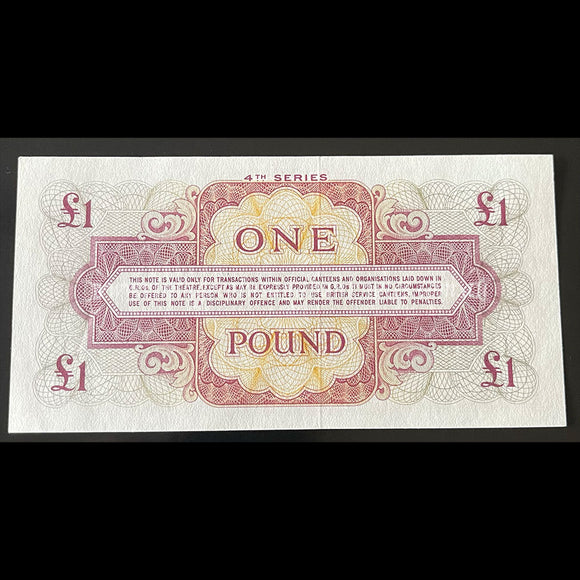 4TH SERIES
£1 £1
ONE
THIS NOTE IS VALID ONLY FOR TRANSACTIONS WITHIN OFFICIAL CANTEENS AND ORGANISATIONS LAID DOWN IN
G.R.Os. OF THE THEATRE, EXCEPT AS MAY BE EXPRESSLY PROVIDED IN G.R.Os IT MUST IN NO CIRCUMSTANCES
BE OFFERED TO ANY PERSON, WHO IS NOT ENTITLED TO USE BRITISH SERVICE CANTEENS, IMPROPER
USE OF THIS NOTE IS A DISCIPLINARY OFFENCE AND MAY RENDER THE OFFENDER LIABLE TO PENALTIES.
POUND
£1 £1